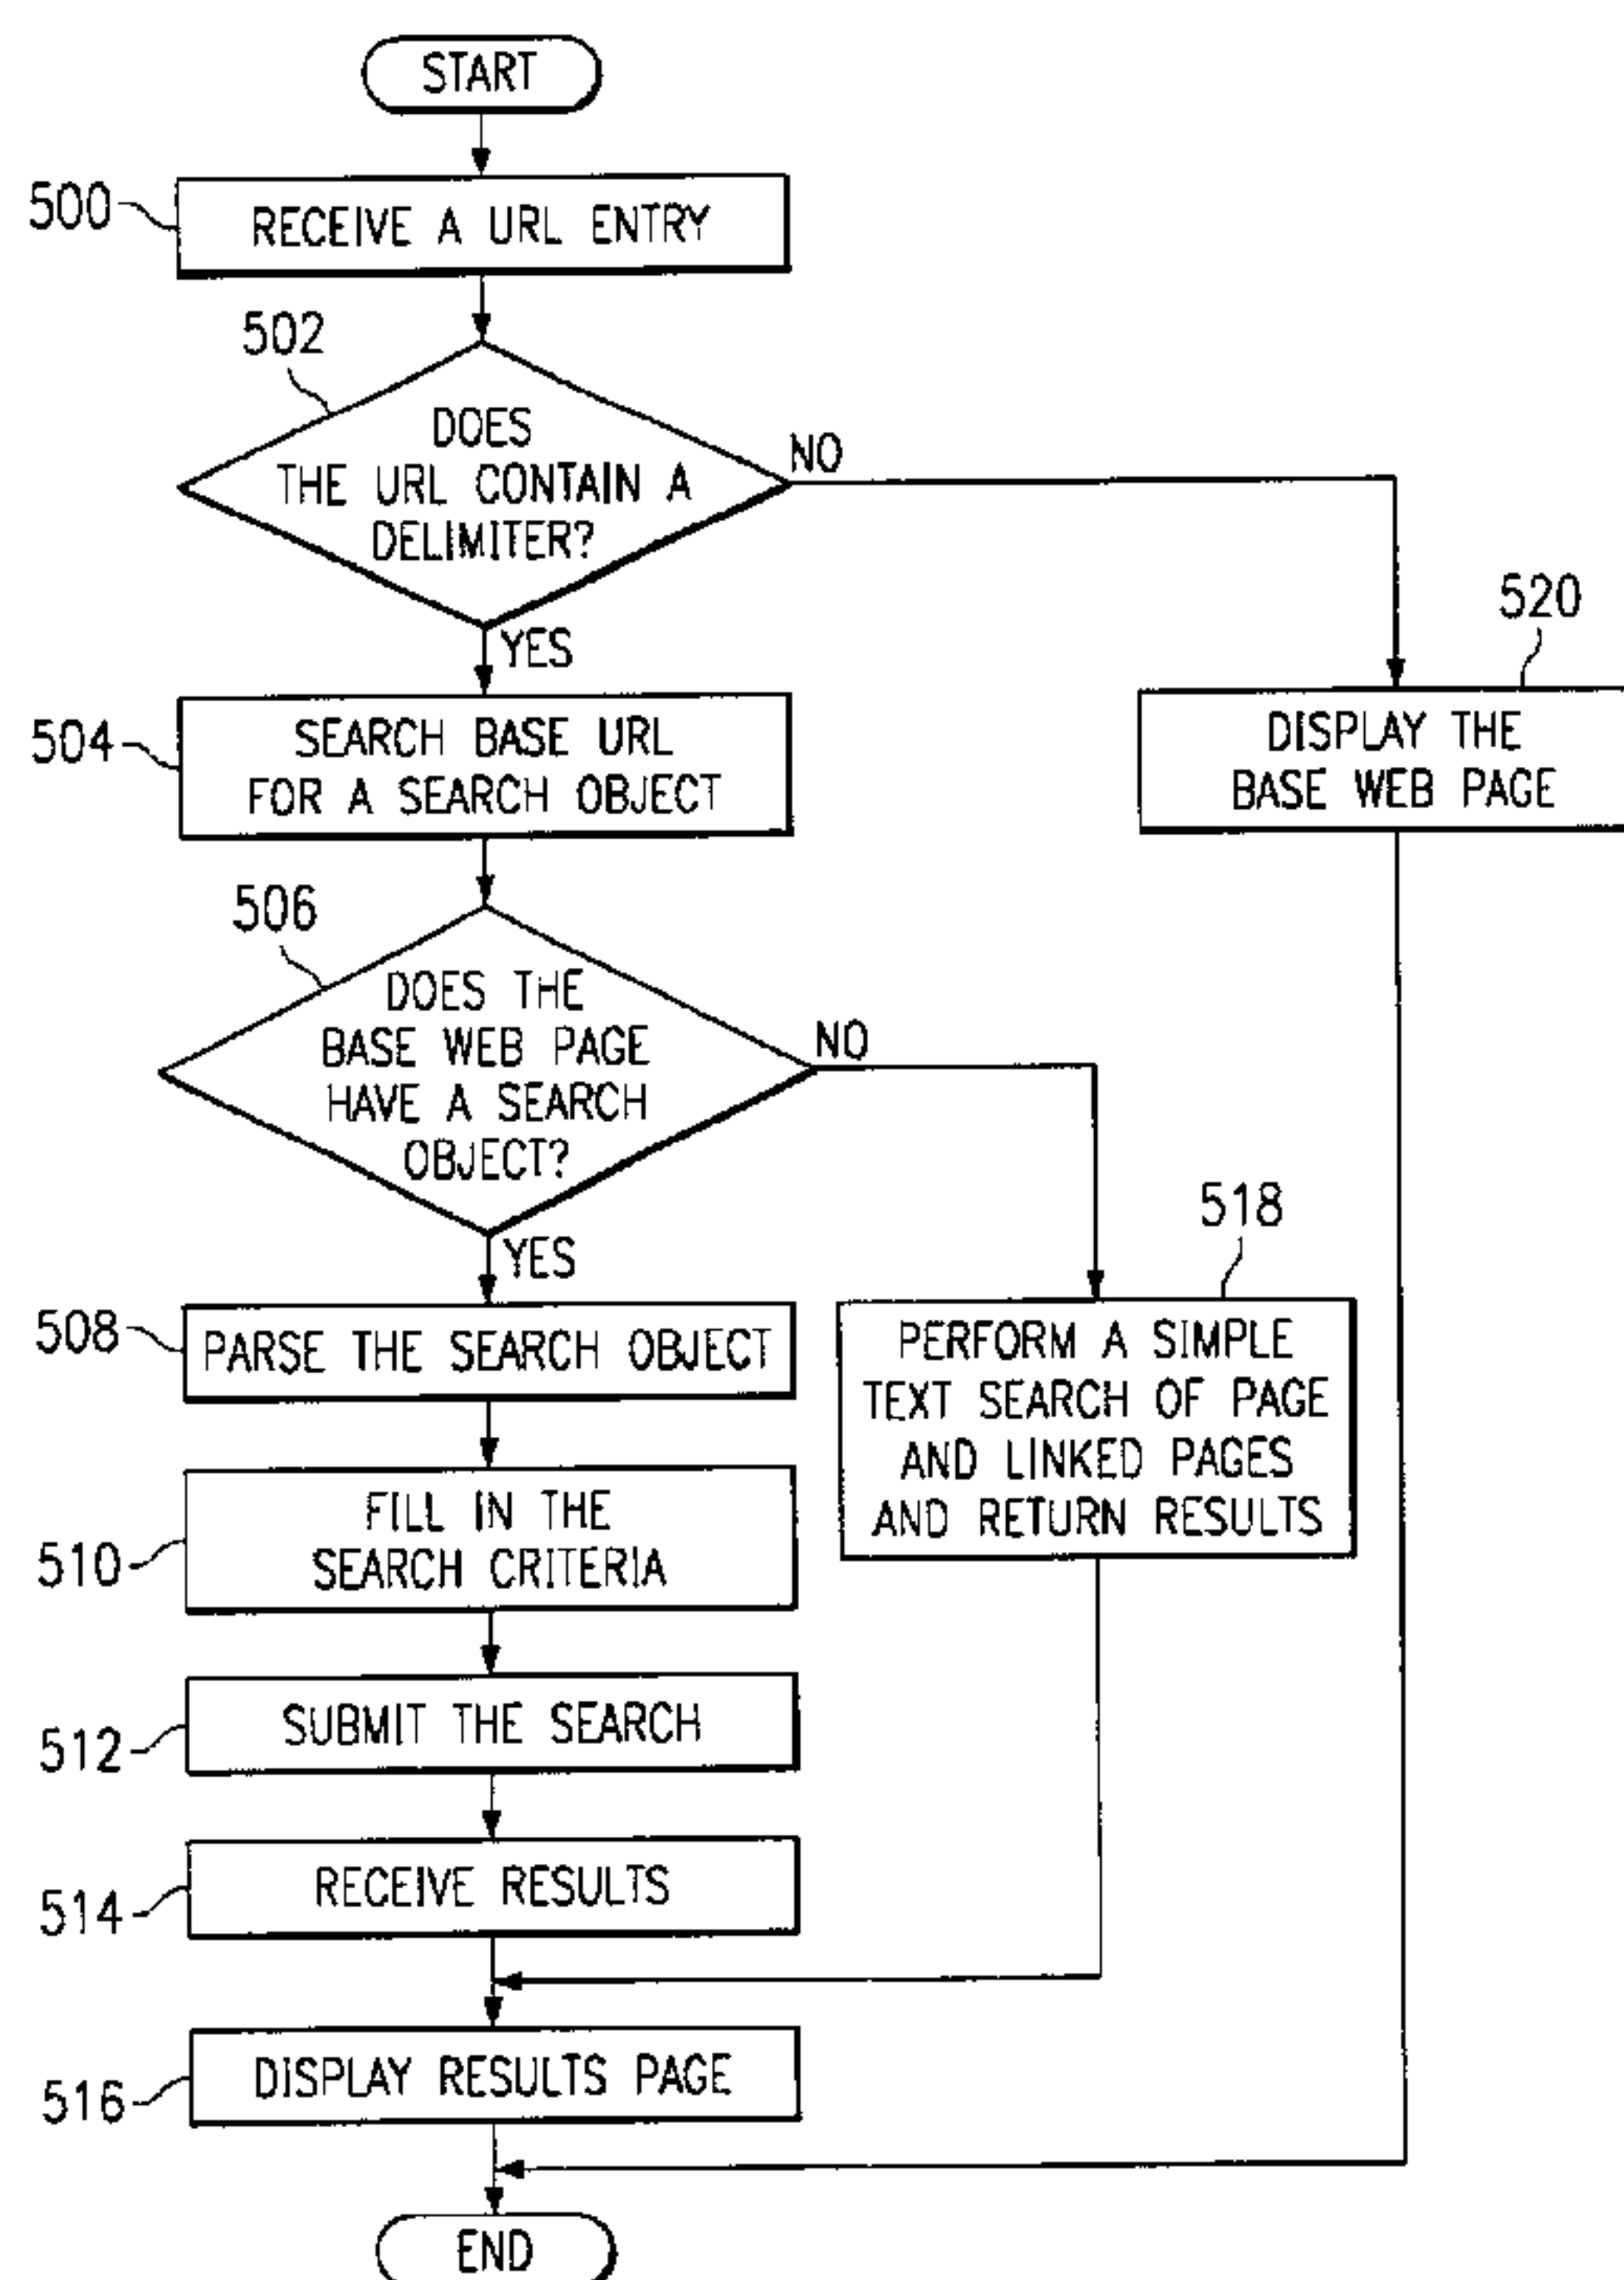 START
500
RECEIVE A URL ENTRY
502
DOES
THE URL CONTAIN A
DELIMITER?
NO
YES
520
DISPLAY THE
BASE WEB PAGE
504
SEARCH BASE URL
FOR A SEARCH OBJECT
506
DOES THE
BASE WEB PAGE
HAVE A SEARCH
OBJECT?
NO
YES
518
PERFORM A SIMPLE
TEXT SEARCH OF PAGE
AND LINKED PAGES
AND RETURN RESULTS
508
PARSE THE SEARCH OBJECT
510
FILL IN THE
SEARCH CRITERIA
512
SUBMIT THE SEARCH
514
RECEIVE RESULTS
516
DISPLAY RESULTS PAGE
END